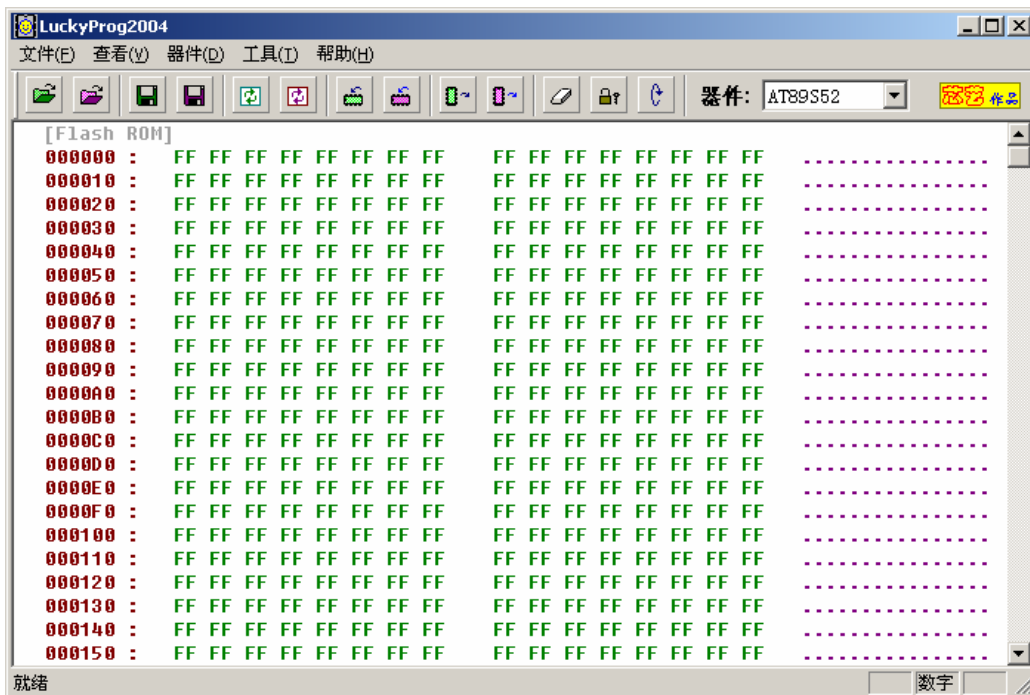 LuckyProg2004
文件(F) 查看(V) 器件(D) 工具(T) 帮助(H)
器件: AT89S52 作品
[Flash ROM]
000000 : FF FF FF FF FF FF FF FF FF FF FF FF FF FF FF FF ................
000010 : FF FF FF FF FF FF FF FF FF FF FF FF FF FF FF FF ................
000020 : FF FF FF FF FF FF FF FF FF FF FF FF FF FF FF FF ................
000030 : FF FF FF FF FF FF FF FF FF FF FF FF FF FF FF FF ................
000040 : FF FF FF FF FF FF FF FF FF FF FF FF FF FF FF FF ................
000050 : FF FF FF FF FF FF FF FF FF FF FF FF FF FF FF FF ................
000060 : FF FF FF FF FF FF FF FF FF FF FF FF FF FF FF FF ................
000070 : FF FF FF FF FF FF FF FF FF FF FF FF FF FF FF FF ................
000080 : FF FF FF FF FF FF FF FF FF FF FF FF FF FF FF FF ................
000090 : FF FF FF FF FF FF FF FF FF FF FF FF FF FF FF FF ................
0000A0 : FF FF FF FF FF FF FF FF FF FF FF FF FF FF FF FF ................
0000B0 : FF FF FF FF FF FF FF FF FF FF FF FF FF FF FF FF ................
0000C0 : FF FF FF FF FF FF FF FF FF FF FF FF FF FF FF FF ................
0000D0 : FF FF FF FF FF FF FF FF FF FF FF FF FF FF FF FF ................
0000E0 : FF FF FF FF FF FF FF FF FF FF FF FF FF FF FF FF ................
0000F0 : FF FF FF FF FF FF FF FF FF FF FF FF FF FF FF FF ................
000100 : FF FF FF FF FF FF FF FF FF FF FF FF FF FF FF FF ................
000110 : FF FF FF FF FF FF FF FF FF FF FF FF FF FF FF FF ................
000120 : FF FF FF FF FF FF FF FF FF FF FF FF FF FF FF FF ................
000130 : FF FF FF FF FF FF FF FF FF FF FF FF FF FF FF FF ................
000140 : FF FF FF FF FF FF FF FF FF FF FF FF FF FF FF FF ................
000150 : FF FF FF FF FF FF FF FF FF FF FF FF FF FF FF FF ................
就绪 数字